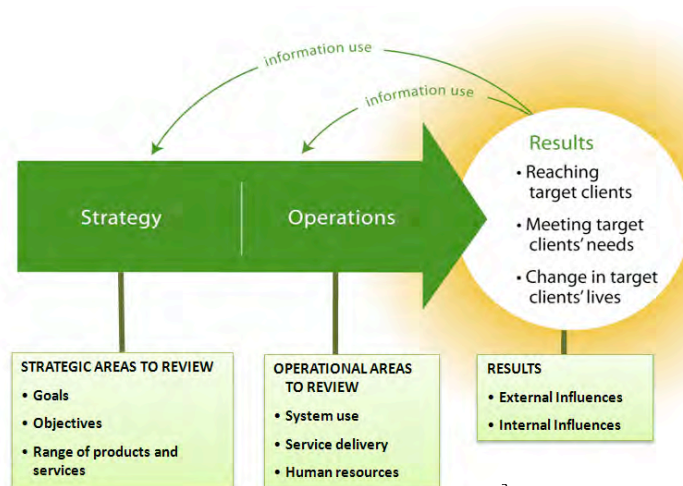 information use
information use
Strategy
Operations
Results
• Reaching
target clients
• Meeting target
clients' needs
• Change in target
clients' lives
STRATEGIC AREAS TO REVIEW
• Goals
• Objectives
• Range of products and
services
OPERATIONAL AREAS
TO REVIEW
• System use
• Service delivery
• Human resources
RESULTS
• External Influences
• Internal Influences